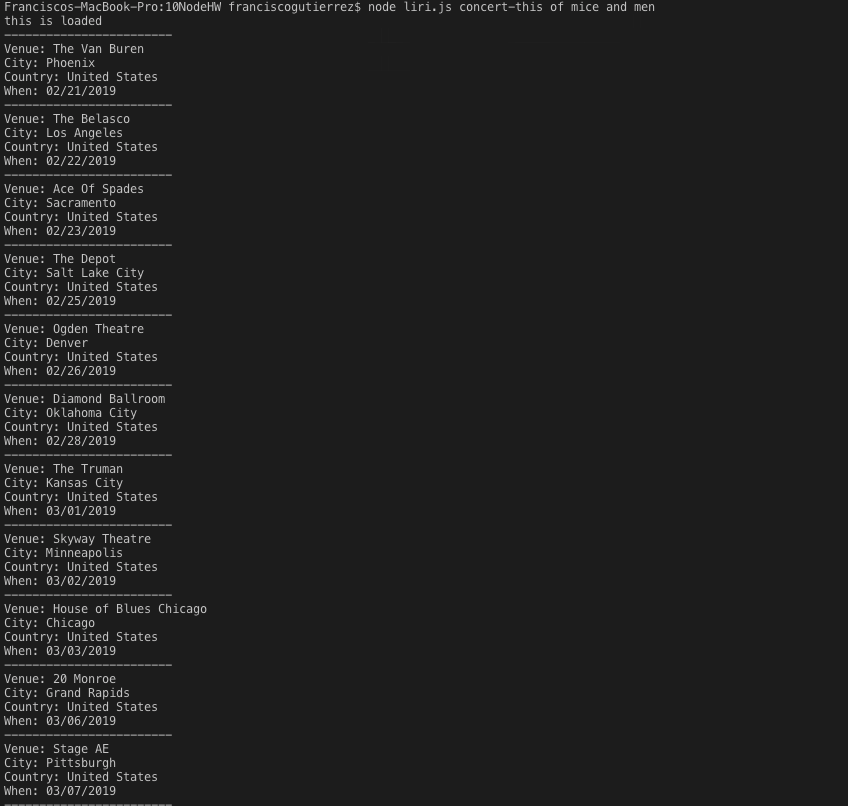 Franciscos-MacBook-Pro:10NodeHW franciscogutierrez$ node liri.js concert-this of mice and men
this is loaded
------------------------
Venue: The Van Buren
City: Phoenix
Country: United States
When: 02/21/2019
------------------------
Venue: The Belasco
City: Los Angeles
Country: United States
When: 02/22/2019
------------------------
Venue: Ace Of Spades
City: Sacramento
Country: United States
When: 02/23/2019
------------------------
Venue: The Depot
City: Salt Lake City
Country: United States
When: 02/25/2019
------------------------
Venue: Ogden Theatre
City: Denver
Country: United States
When: 02/26/2019
------------------------
Venue: Diamond Ballroom
City: Oklahoma City
Country: United States
When: 02/28/2019
------------------------
Venue: The Truman
City: Kansas City
Country: United States
When: 03/01/2019
------------------------
Venue: Skyway Theatre
City: Minneapolis
Country: United States
When: 03/02/2019
------------------------
Venue: House of Blues Chicago
City: Chicago
Country: United States
When: 03/03/2019
------------------------
Venue: 20 Monroe
City: Grand Rapids
Country: United States
When: 03/06/2019
------------------------
Venue: Stage AE
City: Pittsburgh
Country: United States
When: 03/07/2019
------------------------